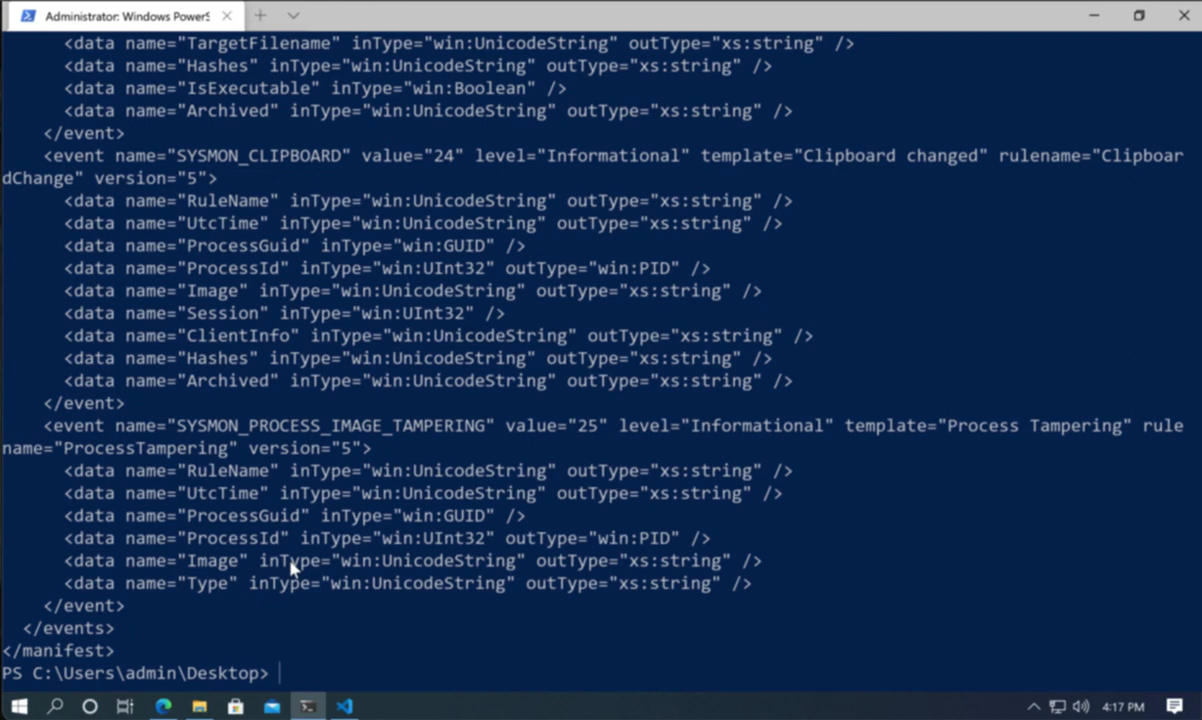 Administrator: Windows PowerS
<data name="TargetFilename" inType="win:UnicodeString" outType="xs:string" />
<data name="Hashes" inType="win:UnicodeString" outType="xs:string" />
<data name="IsExecutable" inType="win:Boolean" />
<data name="Archived" inType="win:UnicodeString" outType="xs:string" />
</event>
<event name="SYSMON_CLIPBOARD" value="24" level="Informational" template="Clipboard changed" rulename="Clipboar
dChange" version="5">
<data name="RuleName" inType="win:UnicodeString" outType="xs:string" />
<data name="UtcTime" inType="win:UnicodeString" outType="xs:string" />
<data name="ProcessGuid" inType="win:GUID" />
<data name="ProcessId" inType="win:UInt32" outType="win:PID" />
<data name="Image" inType="win:UnicodeString" outType="xs:string" />
<data name="Session" inType="win:UInt32" />
<data name="ClientInfo" inType="win:UnicodeString" outType="xs:string" />
<data name="Hashes" inType="win:UnicodeString" outType="xs:string" />
<data name="Archived" inType="win:UnicodeString" outType="xs:string" />
</event>
<event name="SYSMON_PROCESS_IMAGE_TAMPERING" value="25" level="Informational" template="Process Tampering" rule
name="ProcessTampering" version="5">
<data name="RuleName" inType="win:UnicodeString" outType="xs:string" />
<data name="UtcTime" inType="win:UnicodeString" outType="xs:string" />
<data name="ProcessGuid" inType="win:GUID" />
<data name="ProcessId" inType="win:UInt32" outType="win:PID" />
<data name="Image" inType="win:UnicodeString" outType="xs:string" />
<data name="Type" inType="win:UnicodeString" outType="xs:string" />
</event>
</events>
</manifest>
PS C:\Users\admin\Desktop>
4:17 PM